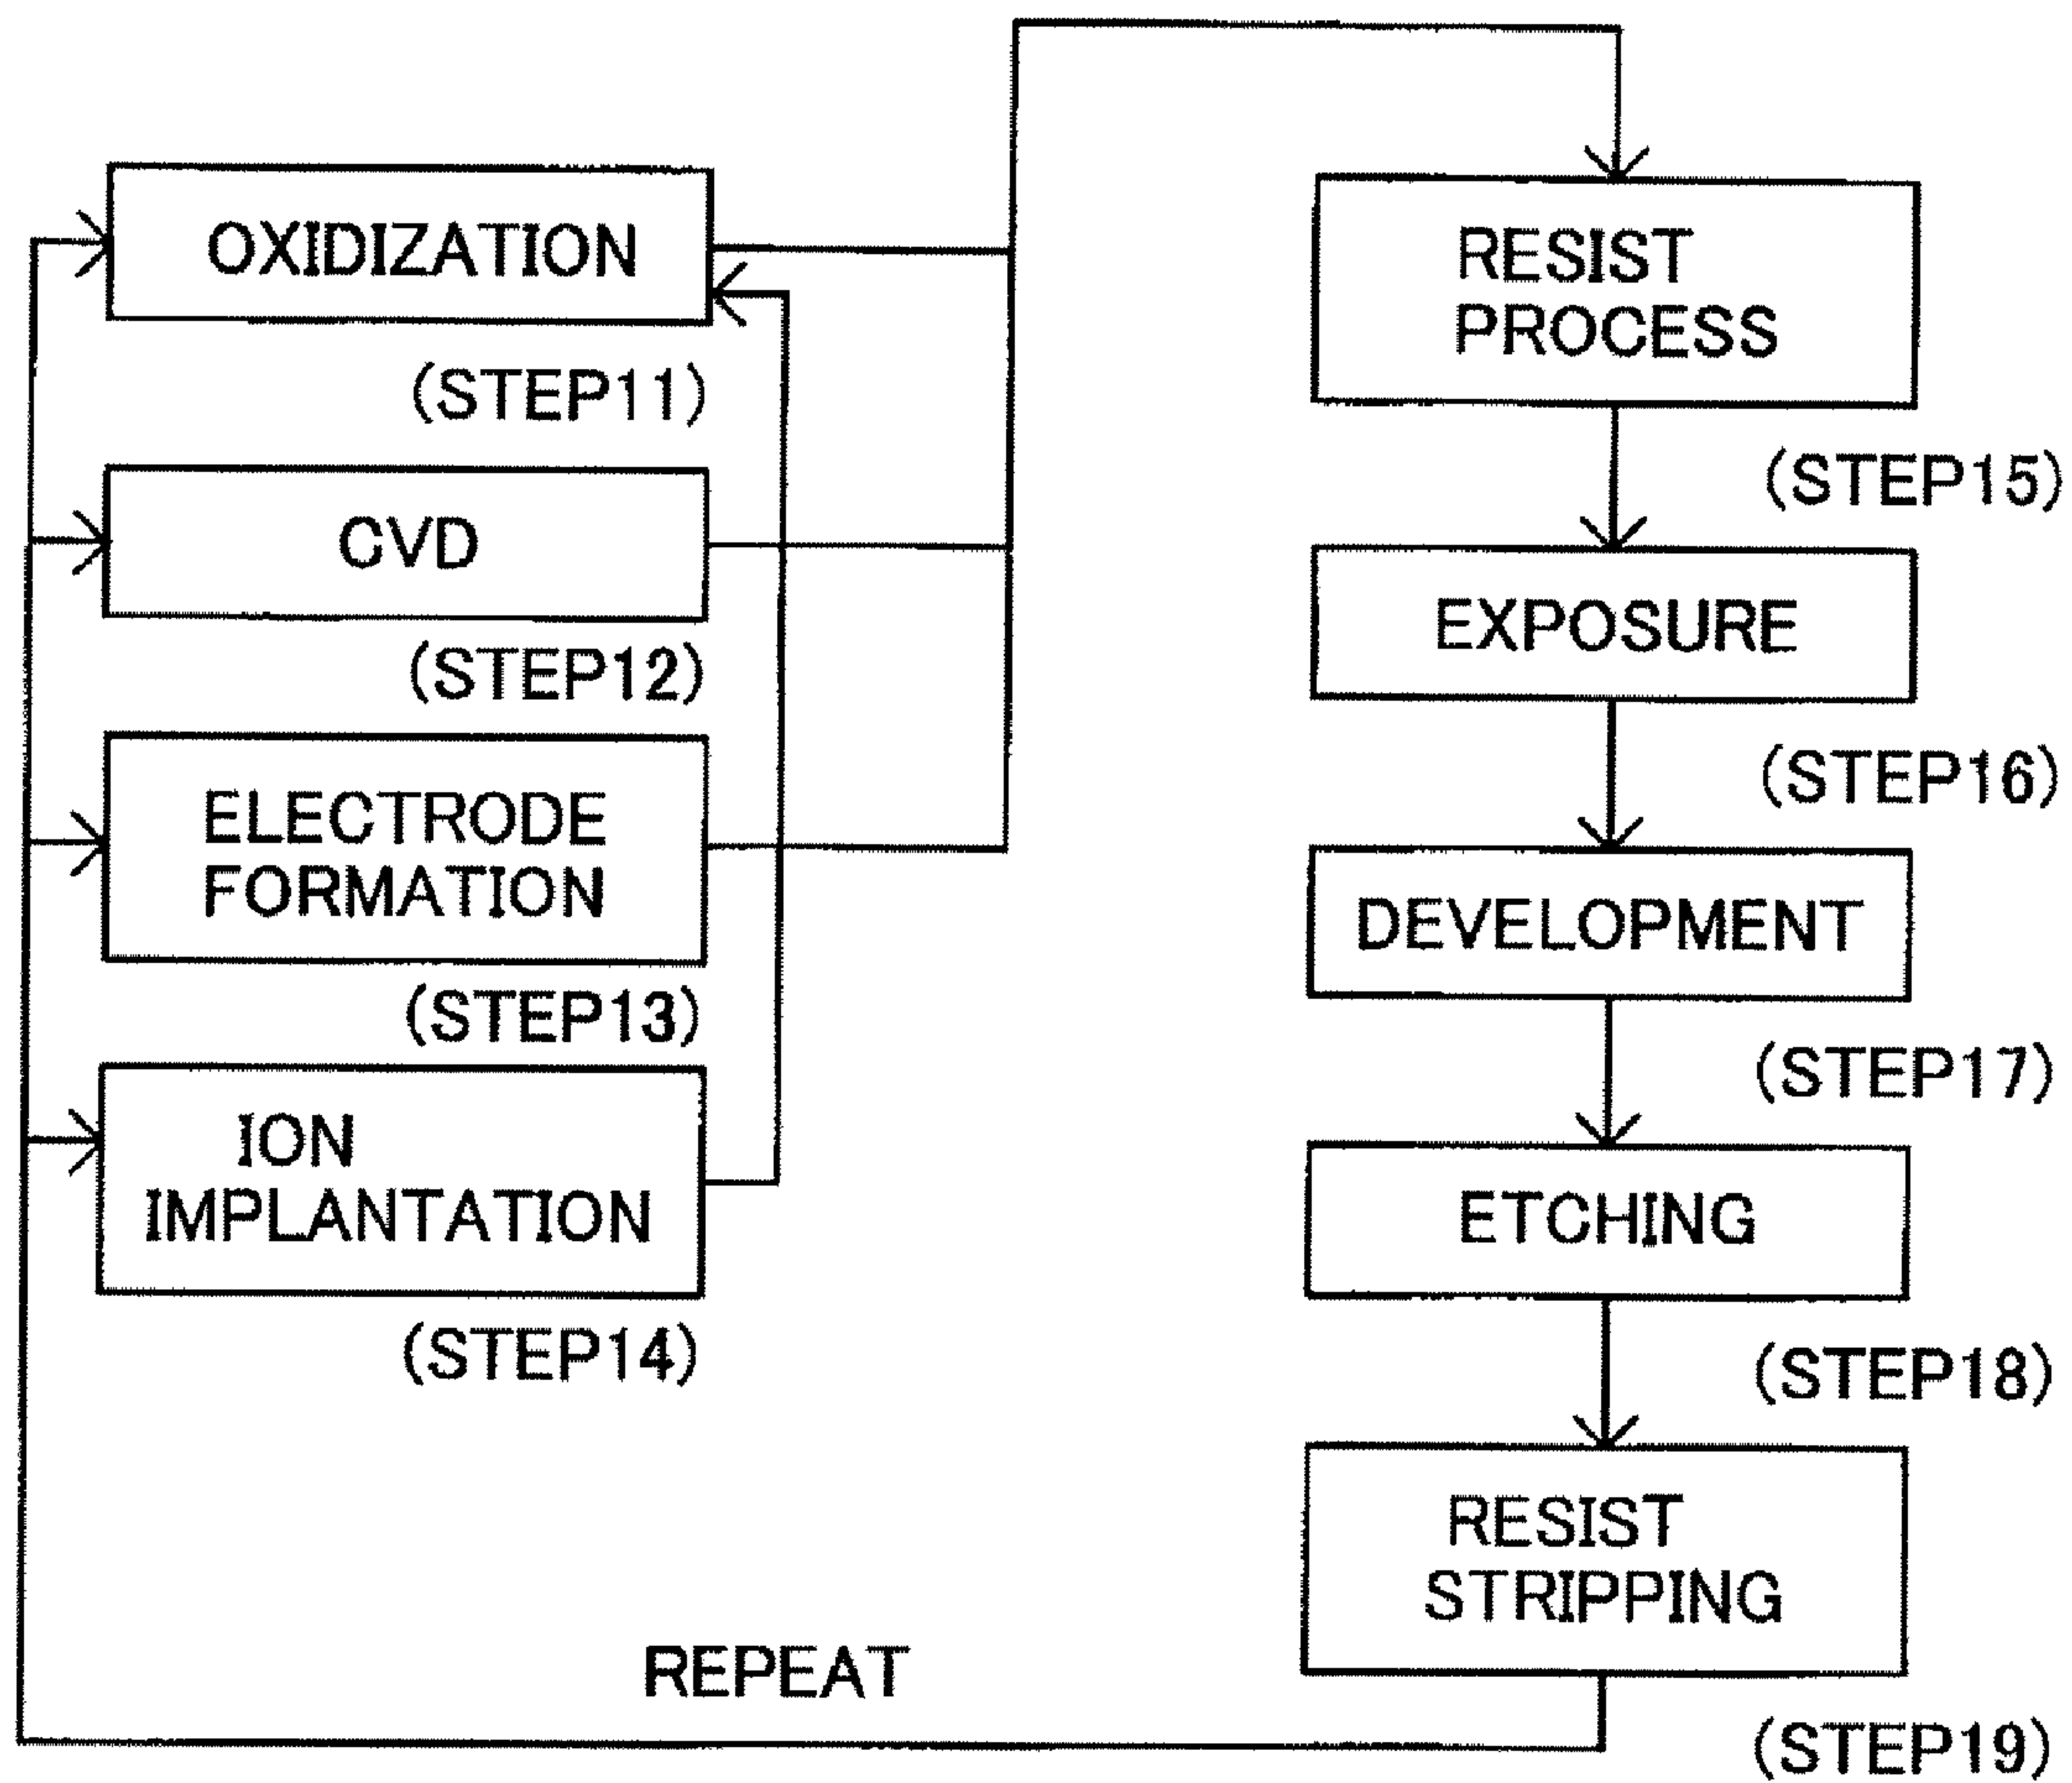 OXIDIZATION
(STEP11)
CVD
(STEP12)
ELECTRODE
FORMATION
(STEP13)
ION
IMPLANTATION
(STEP14)
RESIST
PROCESS
(STEP15)
EXPOSURE
(STEP16)
DEVELOPMENT
(STEP17)
ETCHING
(STEP18)
RESIST
STRIPPING
(STEP19)
REPEAT